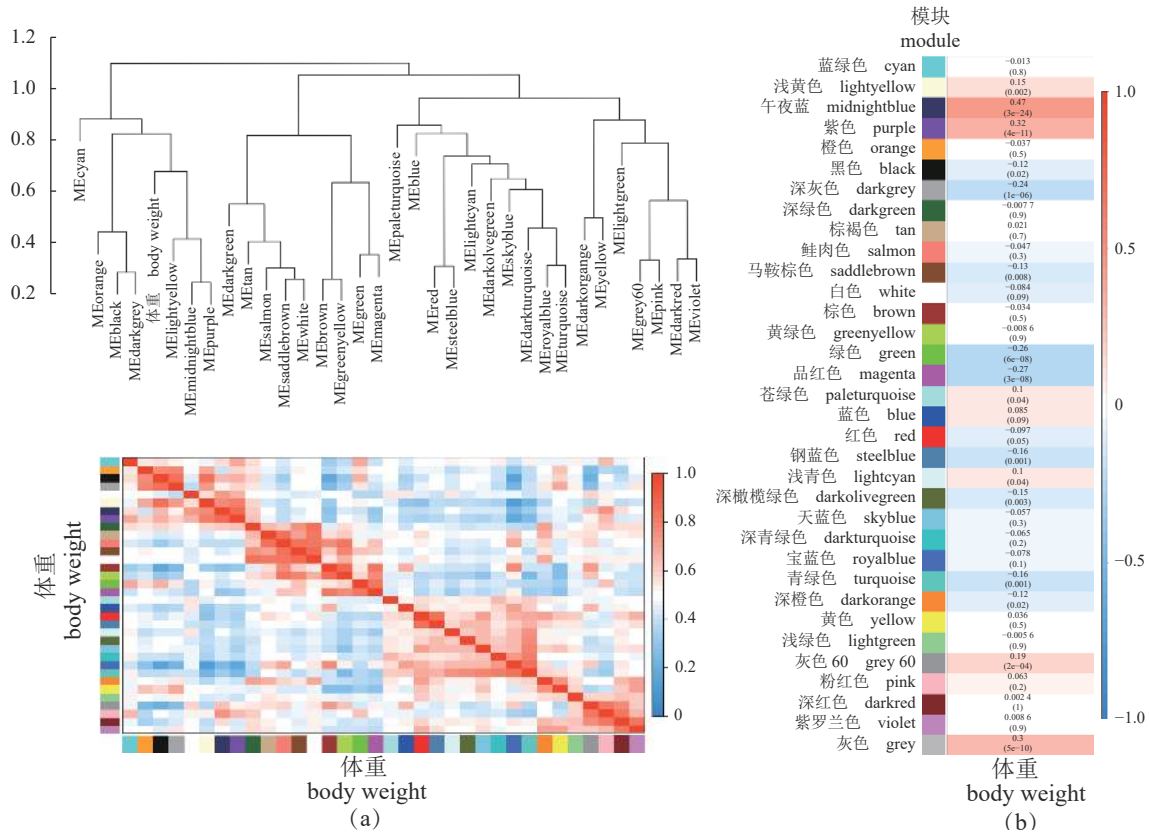 1.2
1.0
0.8
0.6
0.4
0.2
MEcyan
MEorange
MEblack
MEdarkgrey
体重 body weight
MElightyellow
MEmidnightblue
MEpurple
MEdarkgreen
MEtan
MEsalmon
MEsaddlebrown
MEwhite
MEbrown
MEgreenyellow
MEgreen
MEmagenta
MEpaleturquoise
MEblue
MEred
MEsteelblue
MElightcyan
MEdarkolvegreen
MEskyblue
MEdarkturquoise
MEroyalblue
MEturquoise
MEdarkorgange
MEyellow
MElightgreen
MEgrey60
MEpink
MEdarkred
MEviolet
体重
body weight
1.0
0.8
0.6
0.4
0.2
0
体重
body weight
(a)
模块
module
蓝绿色 cyan −0.013
(0.8)
浅黄色 lightyellow 0.15
(0.002)
午夜蓝 midnightblue 0.47
(3e−24)
紫色 purple 0.32
(4e−11)
橙色 orange −0.037
(0.5)
黑色 black −0.12
(0.02)
深灰色 darkgrey −0.24
(1e−06)
深绿色 darkgreen −0.007 7
(0.9)
棕褐色 tan 0.021
(0.7)
鲑肉色 salmon −0.047
(0.3)
马鞍棕色 saddlebrown −0.13
(0.008)
白色 white −0.084
(0.09)
棕色 brown −0.034
(0.5)
黄绿色 greenyellow −0.008 6
(0.9)
绿色 green −0.26
(6e−08)
品红色 magenta −0.27
(3e−08)
苍绿色 paleturquoise 0.1
(0.04)
蓝色 blue 0.085
(0.09)
红色 red −0.097
(0.05)
钢蓝色 steelblue −0.16
(0.001)
浅青色 lightcyan 0.1
(0.04)
深橄榄绿色 darkolivegreen −0.15
(0.003)
天蓝色 skyblue −0.057
(0.3)
深青绿色 darkturquoise −0.065
(0.2)
宝蓝色 royalblue −0.078
(0.1)
青绿色 turquoise −0.16
(0.001)
深橙色 darkorange −0.12
(0.02)
黄色 yellow 0.036
(0.5)
浅绿色 lightgreen −0.005 6
(0.9)
灰色 60 grey 60 0.19
(2e−04)
粉红色 pink 0.063
(0.2)
深红色 darkred 0.002 4
(1)
紫罗兰色 violet 0.008 6
(0.9)
灰色 grey 0.3
(5e−10)
1.0
0.5
0
−0.5
−1.0
体重
body weight
(b)